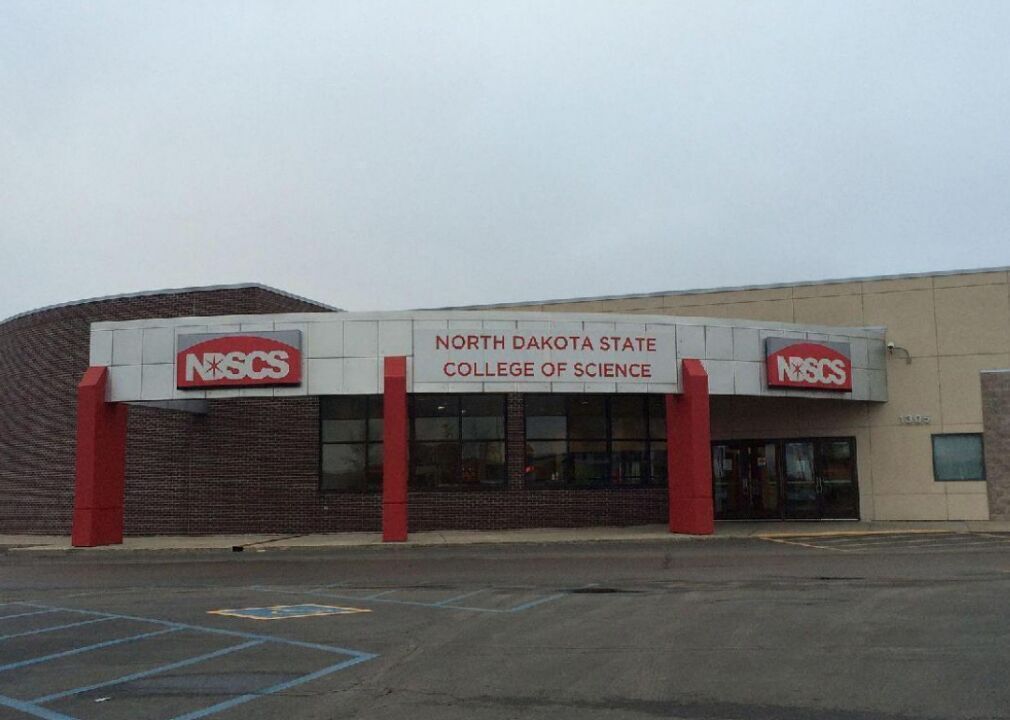 NDSCS
NORTH DAKOTA STATE
COLLEGE OF SCIENCE
NDSCS
1305